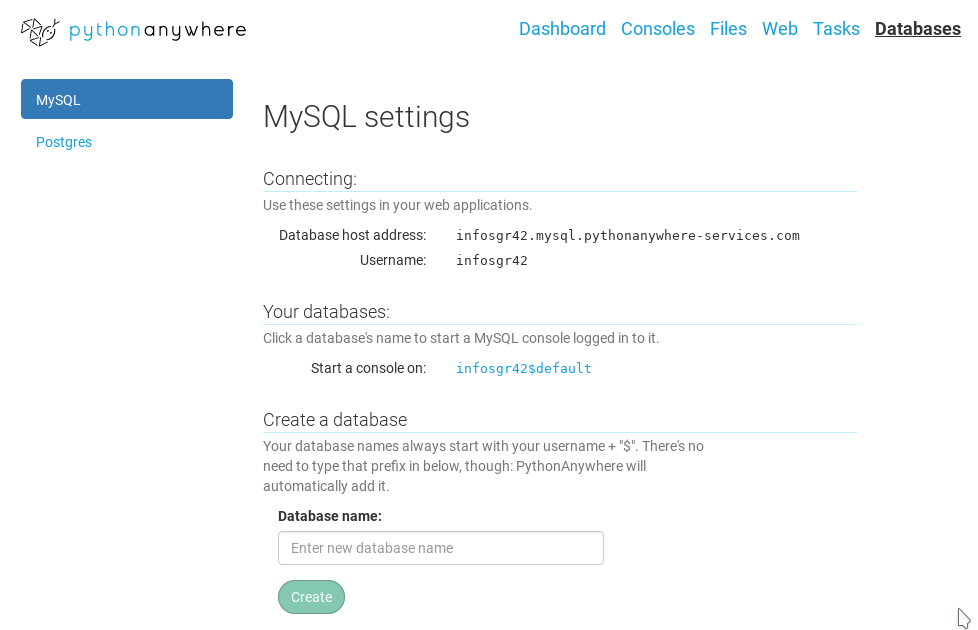 pythonanywhere
Dashboard Consoles Files Web Tasks Databases
MySQL
Postgres
MySQL settings
Connecting:
Use these settings in your web applications.
Database host address: infosgr42.mysql.pythonanywhere-services.com
Username: infosgr42
Your databases:
Click a database's name to start a MySQL console logged in to it.
Start a console on: infosgr42$default
Create a database
Your database names always start with your username + "$". There's no
need to type that prefix in below, though: PythonAnywhere will
automatically add it.
Database name:
Enter new database name
Create